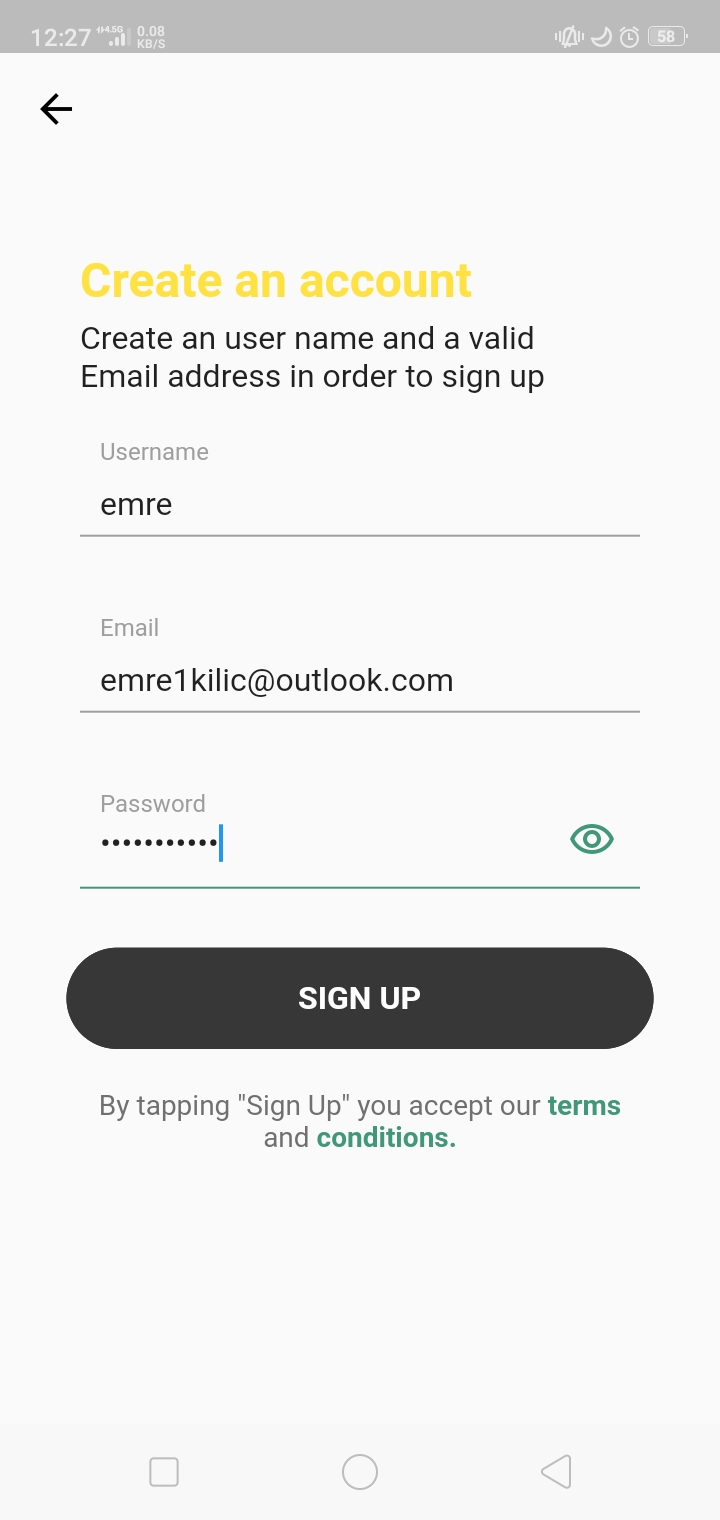 12:27 4.5G 0.08 KB/S 58
Create an account
Create an user name and a valid
Email address in order to sign up
Username
emre
Email
emre1kilic@outlook.com
Password
•••••••••••
SIGN UP
By tapping "Sign Up" you accept our terms
and conditions.